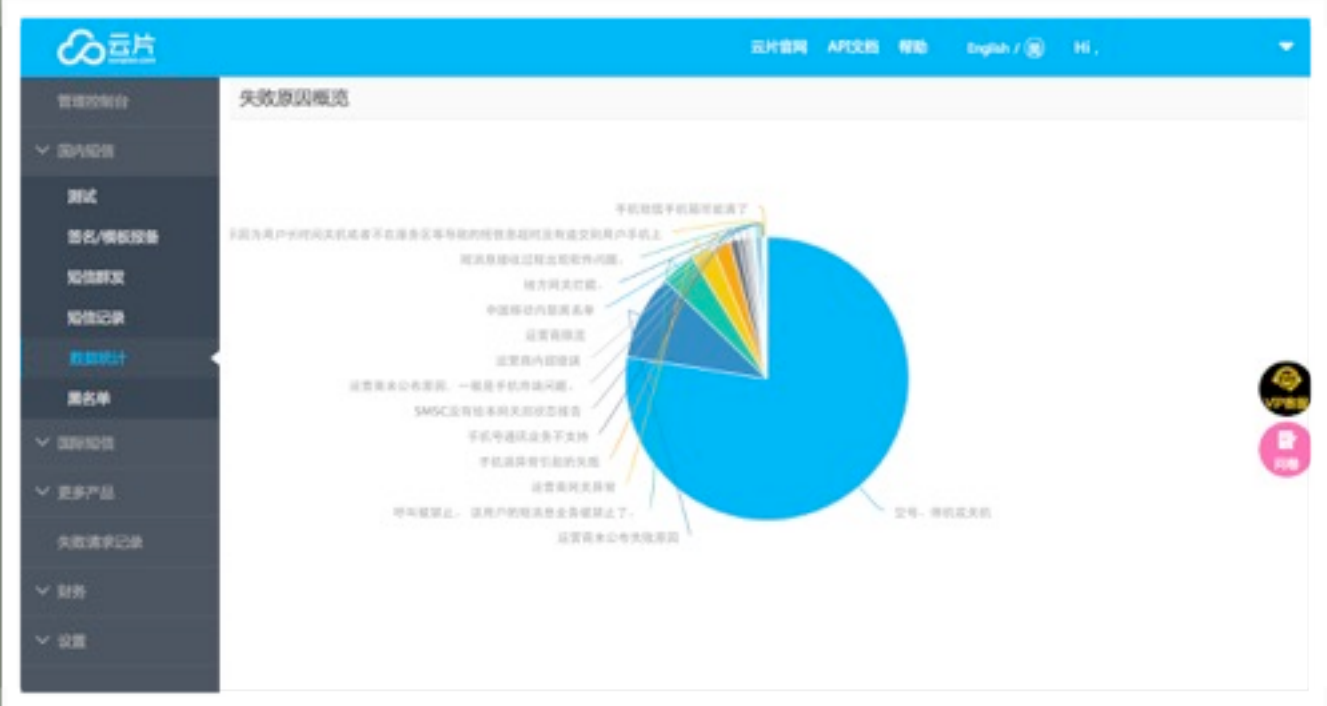 云片
云片官网 API文档 帮助 English / Hi ,
管理控制台
失败原因概览
国内短信
测试
签名/模板报备
短信群发
短信记录
数据统计
黑名单
国际短信
更多产品
失败请求记录
财务
设置
手机短信手机箱可能满了
因为用户长时间关机或者不在服务区等导致的短信息超时没有递交到用户手机上
短消息接收过程出现软件问题。
地方网关拦截。
中国移动内部黑名单
运营商限流
运营商内部错误
运营商未公布原因,一般是手机终端问题。
SMSC没有给本网关回状态报告
手机号通讯业务不支持
手机端异常引起的失败
运营商网关异常
呼叫被禁止, 该用户的短消息业务被禁止了。
运营商未公布失败原因
空号、停机或关机
VIP客服
问卷